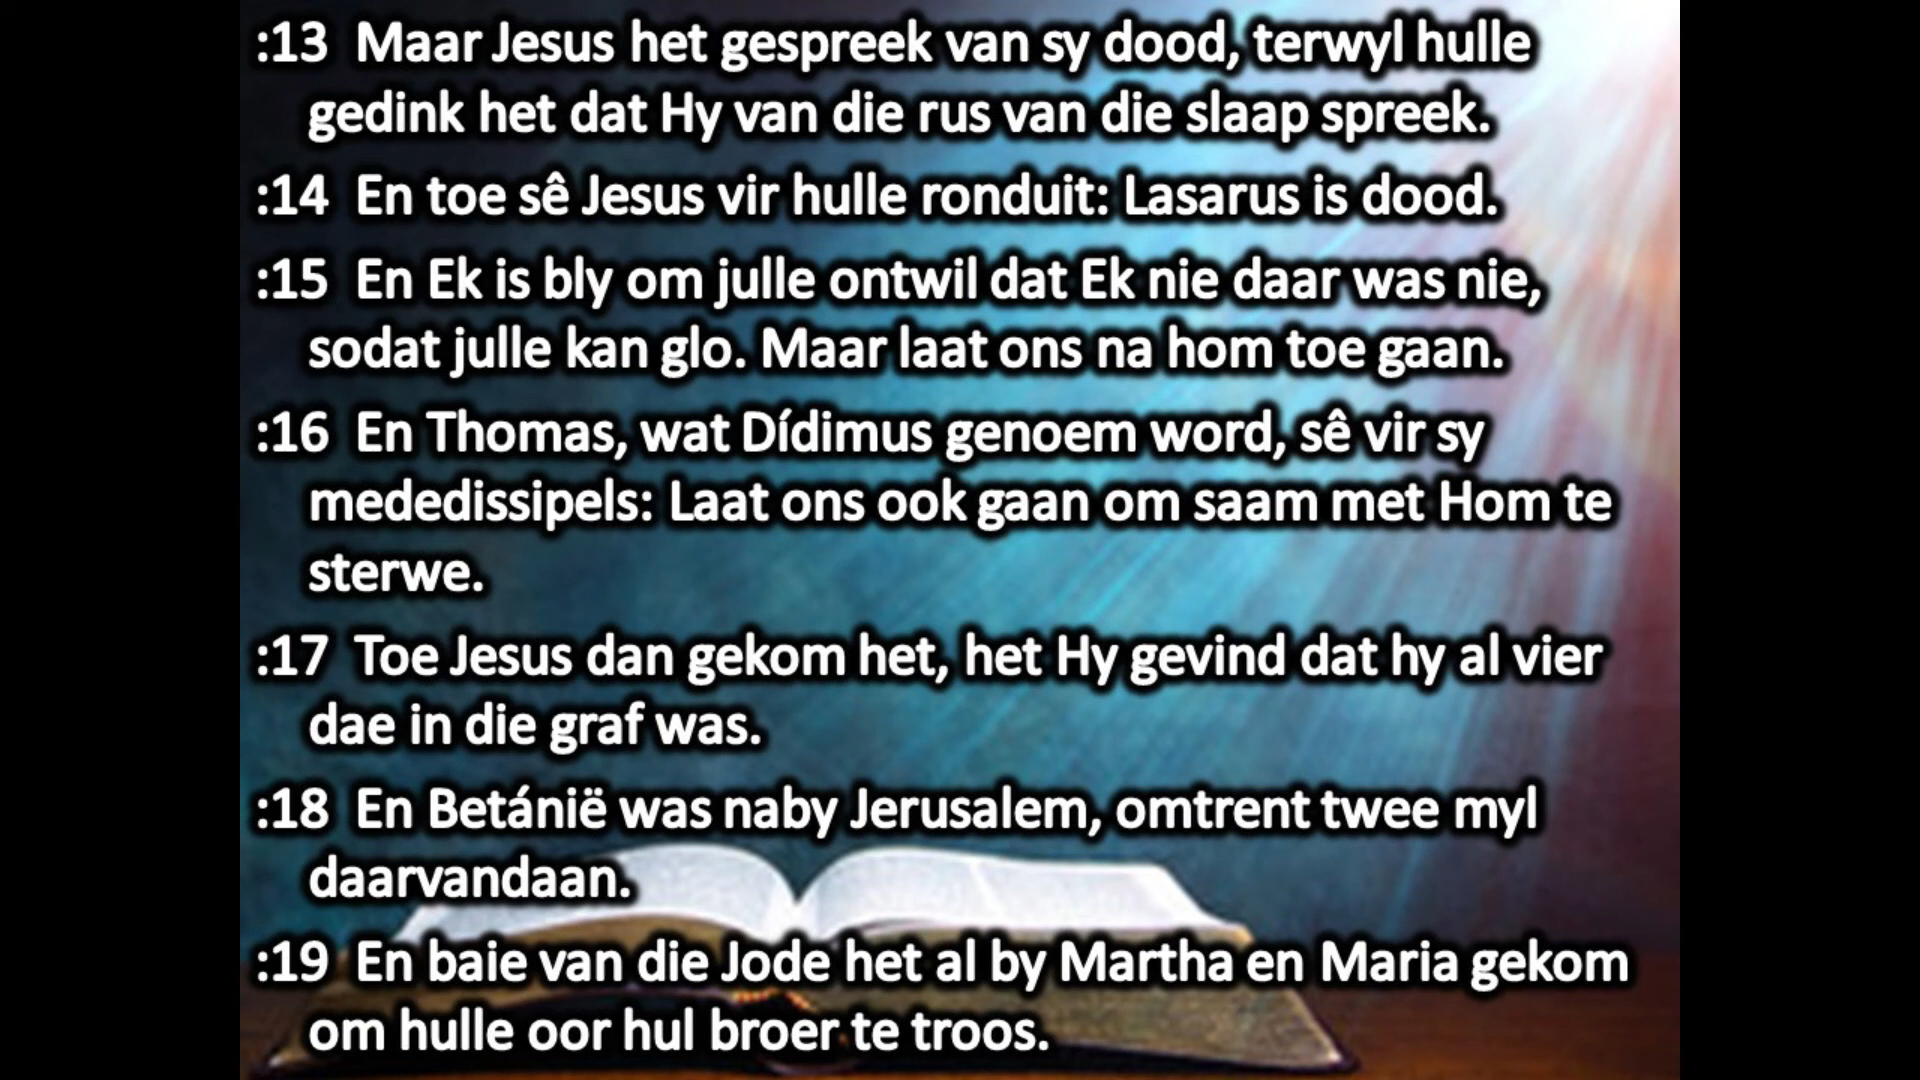 :13 Maar Jesus het gespreek van sy dood, terwyl hulle
gedink het dat Hy van die rus van die slaap spreek.
:14 En toe sê Jesus vir hulle ronduit: Lasarus is dood.
:15 En Ek is bly om julle ontwil dat Ek nie daar was nie,
sodat julle kan glo. Maar laat ons na hom toe gaan.
:16 En Thomas, wat Dídimus genoem word, sê vir sy
mededissipels: Laat ons ook gaan om saam met Hom te
sterwe.
:17 Toe Jesus dan gekom het, het Hy gevind dat hy al vier
dae in die graf was.
:18 En Betánië was naby Jerusalem, omtrent twee myl
daarvandaan.
:19 En baie van die Jode het al by Martha en Maria gekom
om hulle oor hul broer te troos.